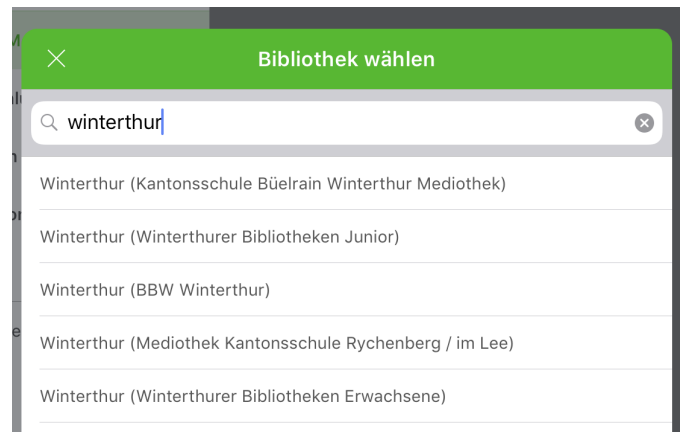 Bibliothek wählen
winterthur
Winterthur (Kantonsschule Büelrain Winterthur Mediothek)
Winterthur (Winterthurer Bibliotheken Junior)
Winterthur (BBW Winterthur)
Winterthur (Mediothek Kantonsschule Rychenberg / im Lee)
Winterthur (Winterthurer Bibliotheken Erwachsene)